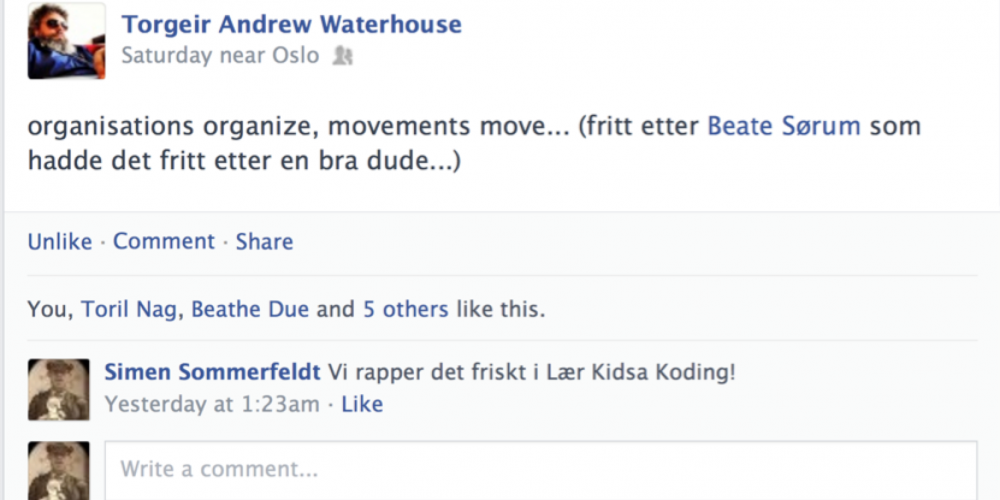 Torgeir Andrew Waterhouse
Saturday near Oslo
organisations organize, movements move... (fritt etter Beate Sørum som
hadde det fritt etter en bra dude...)
Unlike · Comment · Share
You, Toril Nag, Beathe Due and 5 others like this.
Simen Sommerfeldt Vi rapper det friskt i Lær Kidsa Koding!
Yesterday at 1:23am · Like
Write a comment...